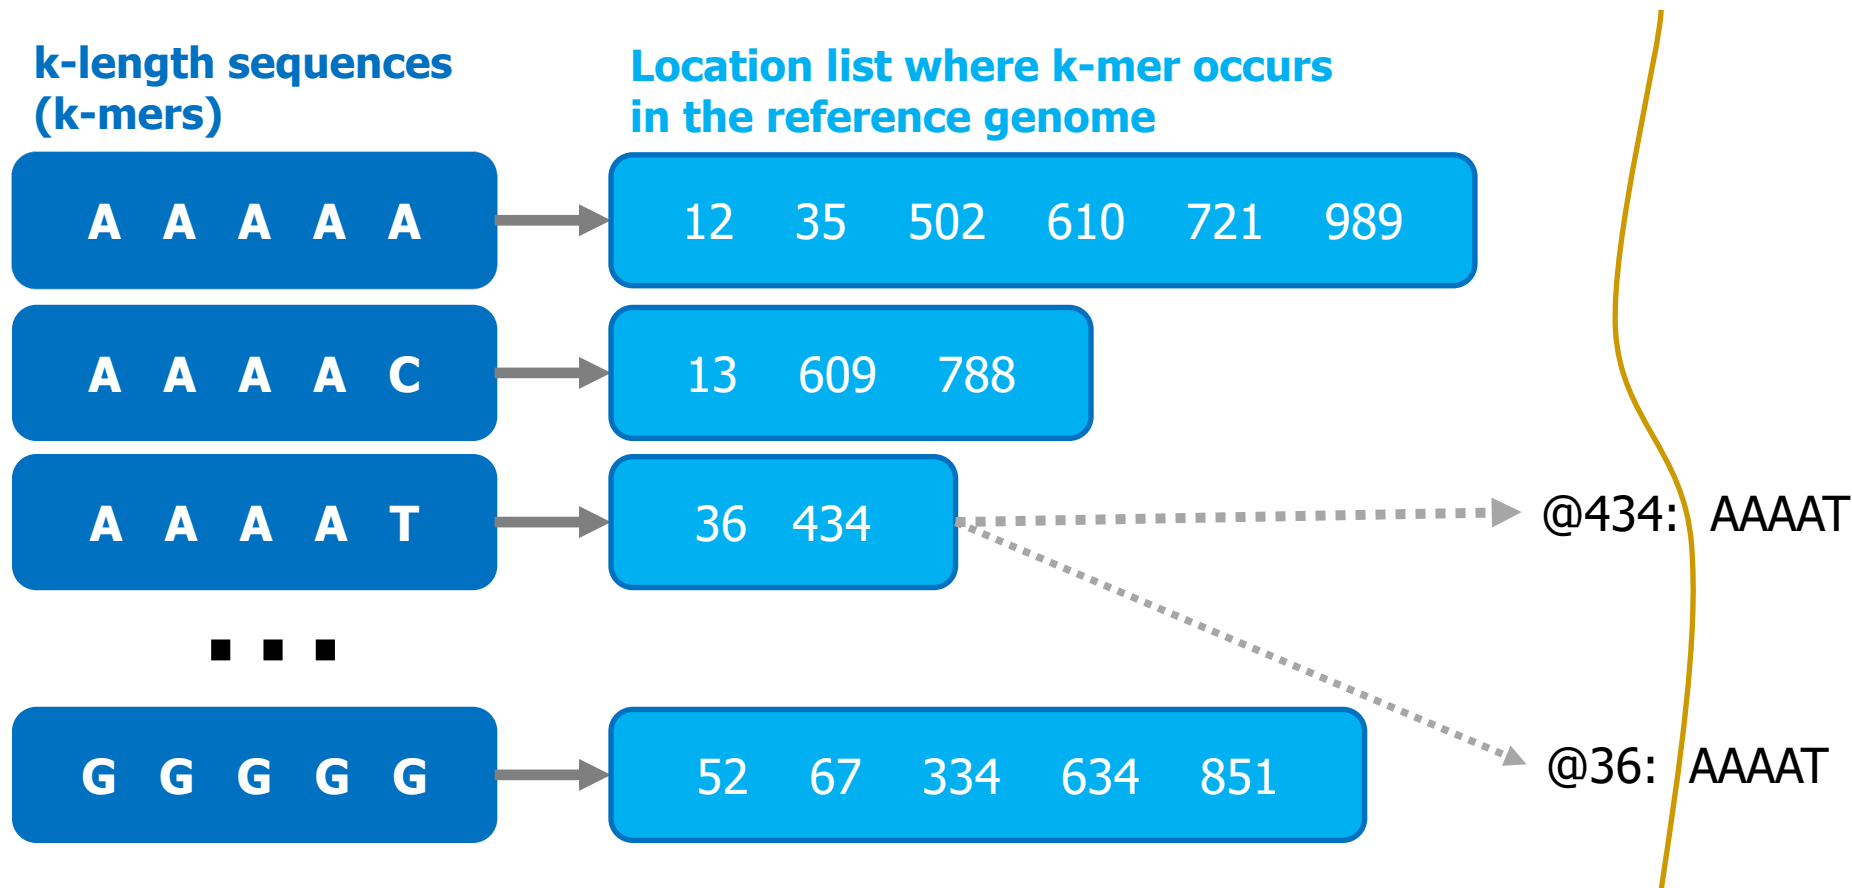 k-length sequences
(k-mers)
Location list where k-mer occurs
in the reference genome
A A A A A
12 35 502 610 721 989
A A A A C
13 609 788
A A A A T
36 434
@434: AAAAT
...
G G G G G
52 67 334 634 851
@36: AAAAT